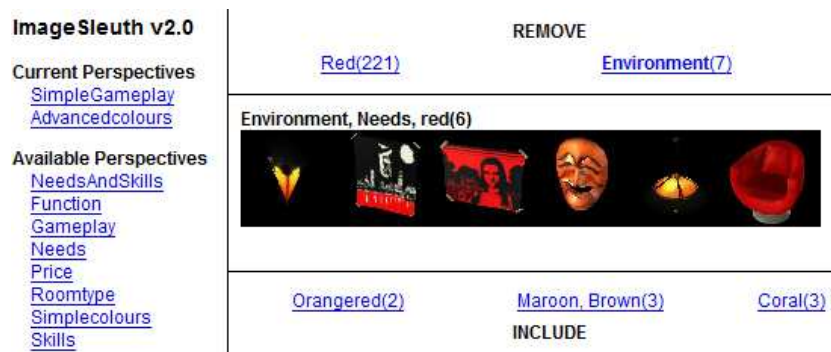 ImageSleuth v2.0
Current Perspectives
SimpleGameplay
Advancedcolours
Available Perspectives
NeedsAndSkills
Function
Gameplay
Needs
Price
Roomtype
Simplecolours
Skills
REMOVE
Red(221) Environment(7)
Environment, Needs, red(6)
Orangered(2) Maroon, Brown(3) Coral(3)
INCLUDE